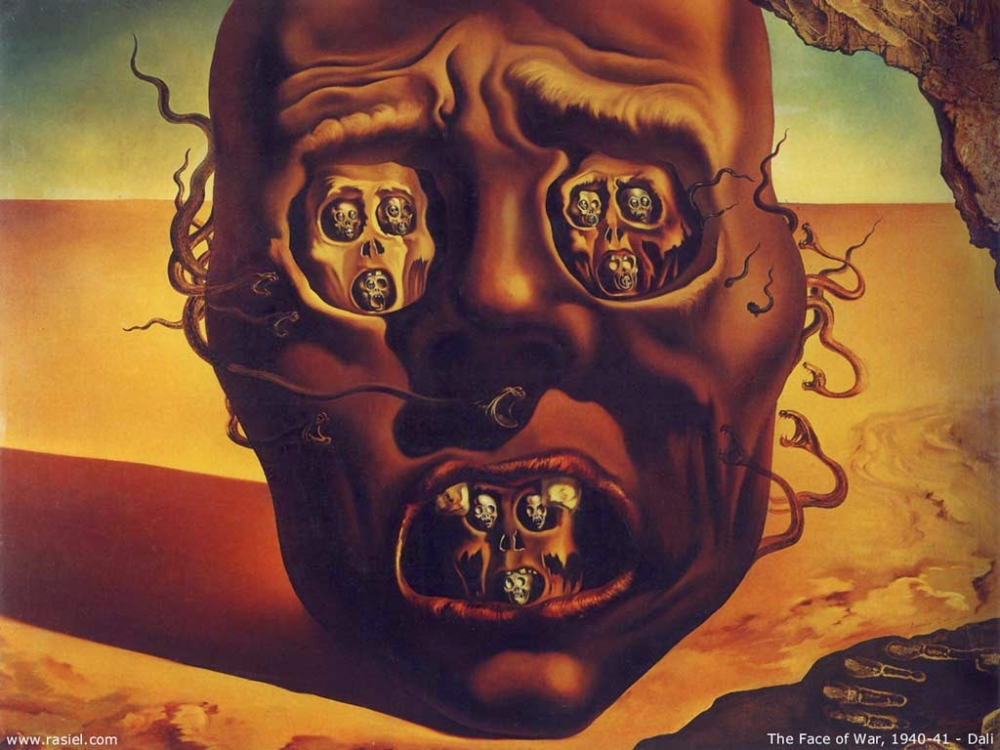 www.rasiel.com
The Face of War, 1940-41 - Dali